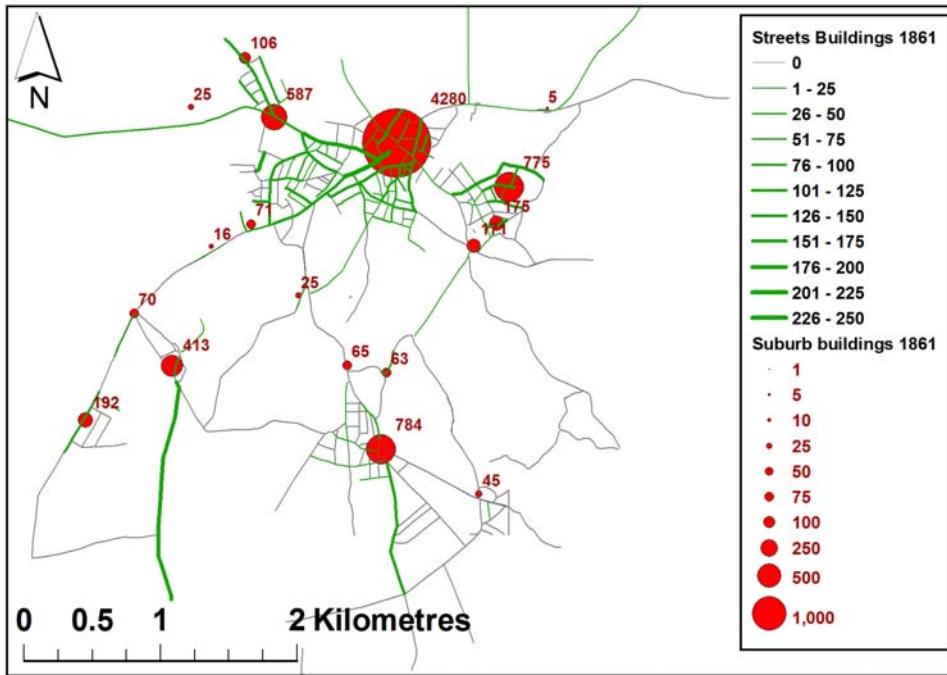 106
25
587
4280
5
N
775
175
171
71
16
25
70
413
65
63
192
784
45
0 0.5 1 2 Kilometres
Streets Buildings 1861
0
1 - 25
26 - 50
51 - 75
76 - 100
101 - 125
126 - 150
151 - 175
176 - 200
201 - 225
226 - 250
Suburb buildings 1861
1
5
10
25
50
75
100
250
500
1,000